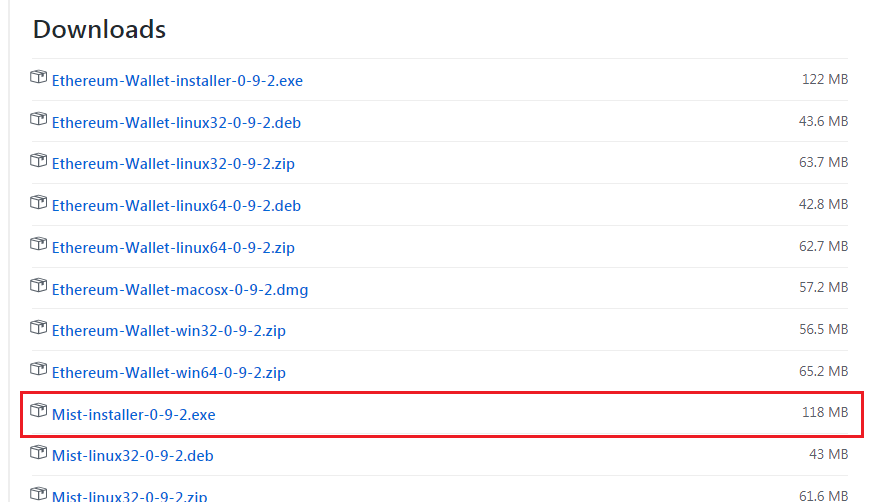 Downloads
Ethereum-Wallet-installer-0-9-2.exe 122 MB
Ethereum-Wallet-linux32-0-9-2.deb 43.6 MB
Ethereum-Wallet-linux32-0-9-2.zip 63.7 MB
Ethereum-Wallet-linux64-0-9-2.deb 42.8 MB
Ethereum-Wallet-linux64-0-9-2.zip 62.7 MB
Ethereum-Wallet-macosx-0-9-2.dmg 57.2 MB
Ethereum-Wallet-win32-0-9-2.zip 56.5 MB
Ethereum-Wallet-win64-0-9-2.zip 65.2 MB
Mist-installer-0-9-2.exe 118 MB
Mist-linux32-0-9-2.deb 43 MB
Mist-linux32-0-9-2.zip 61.6 MB